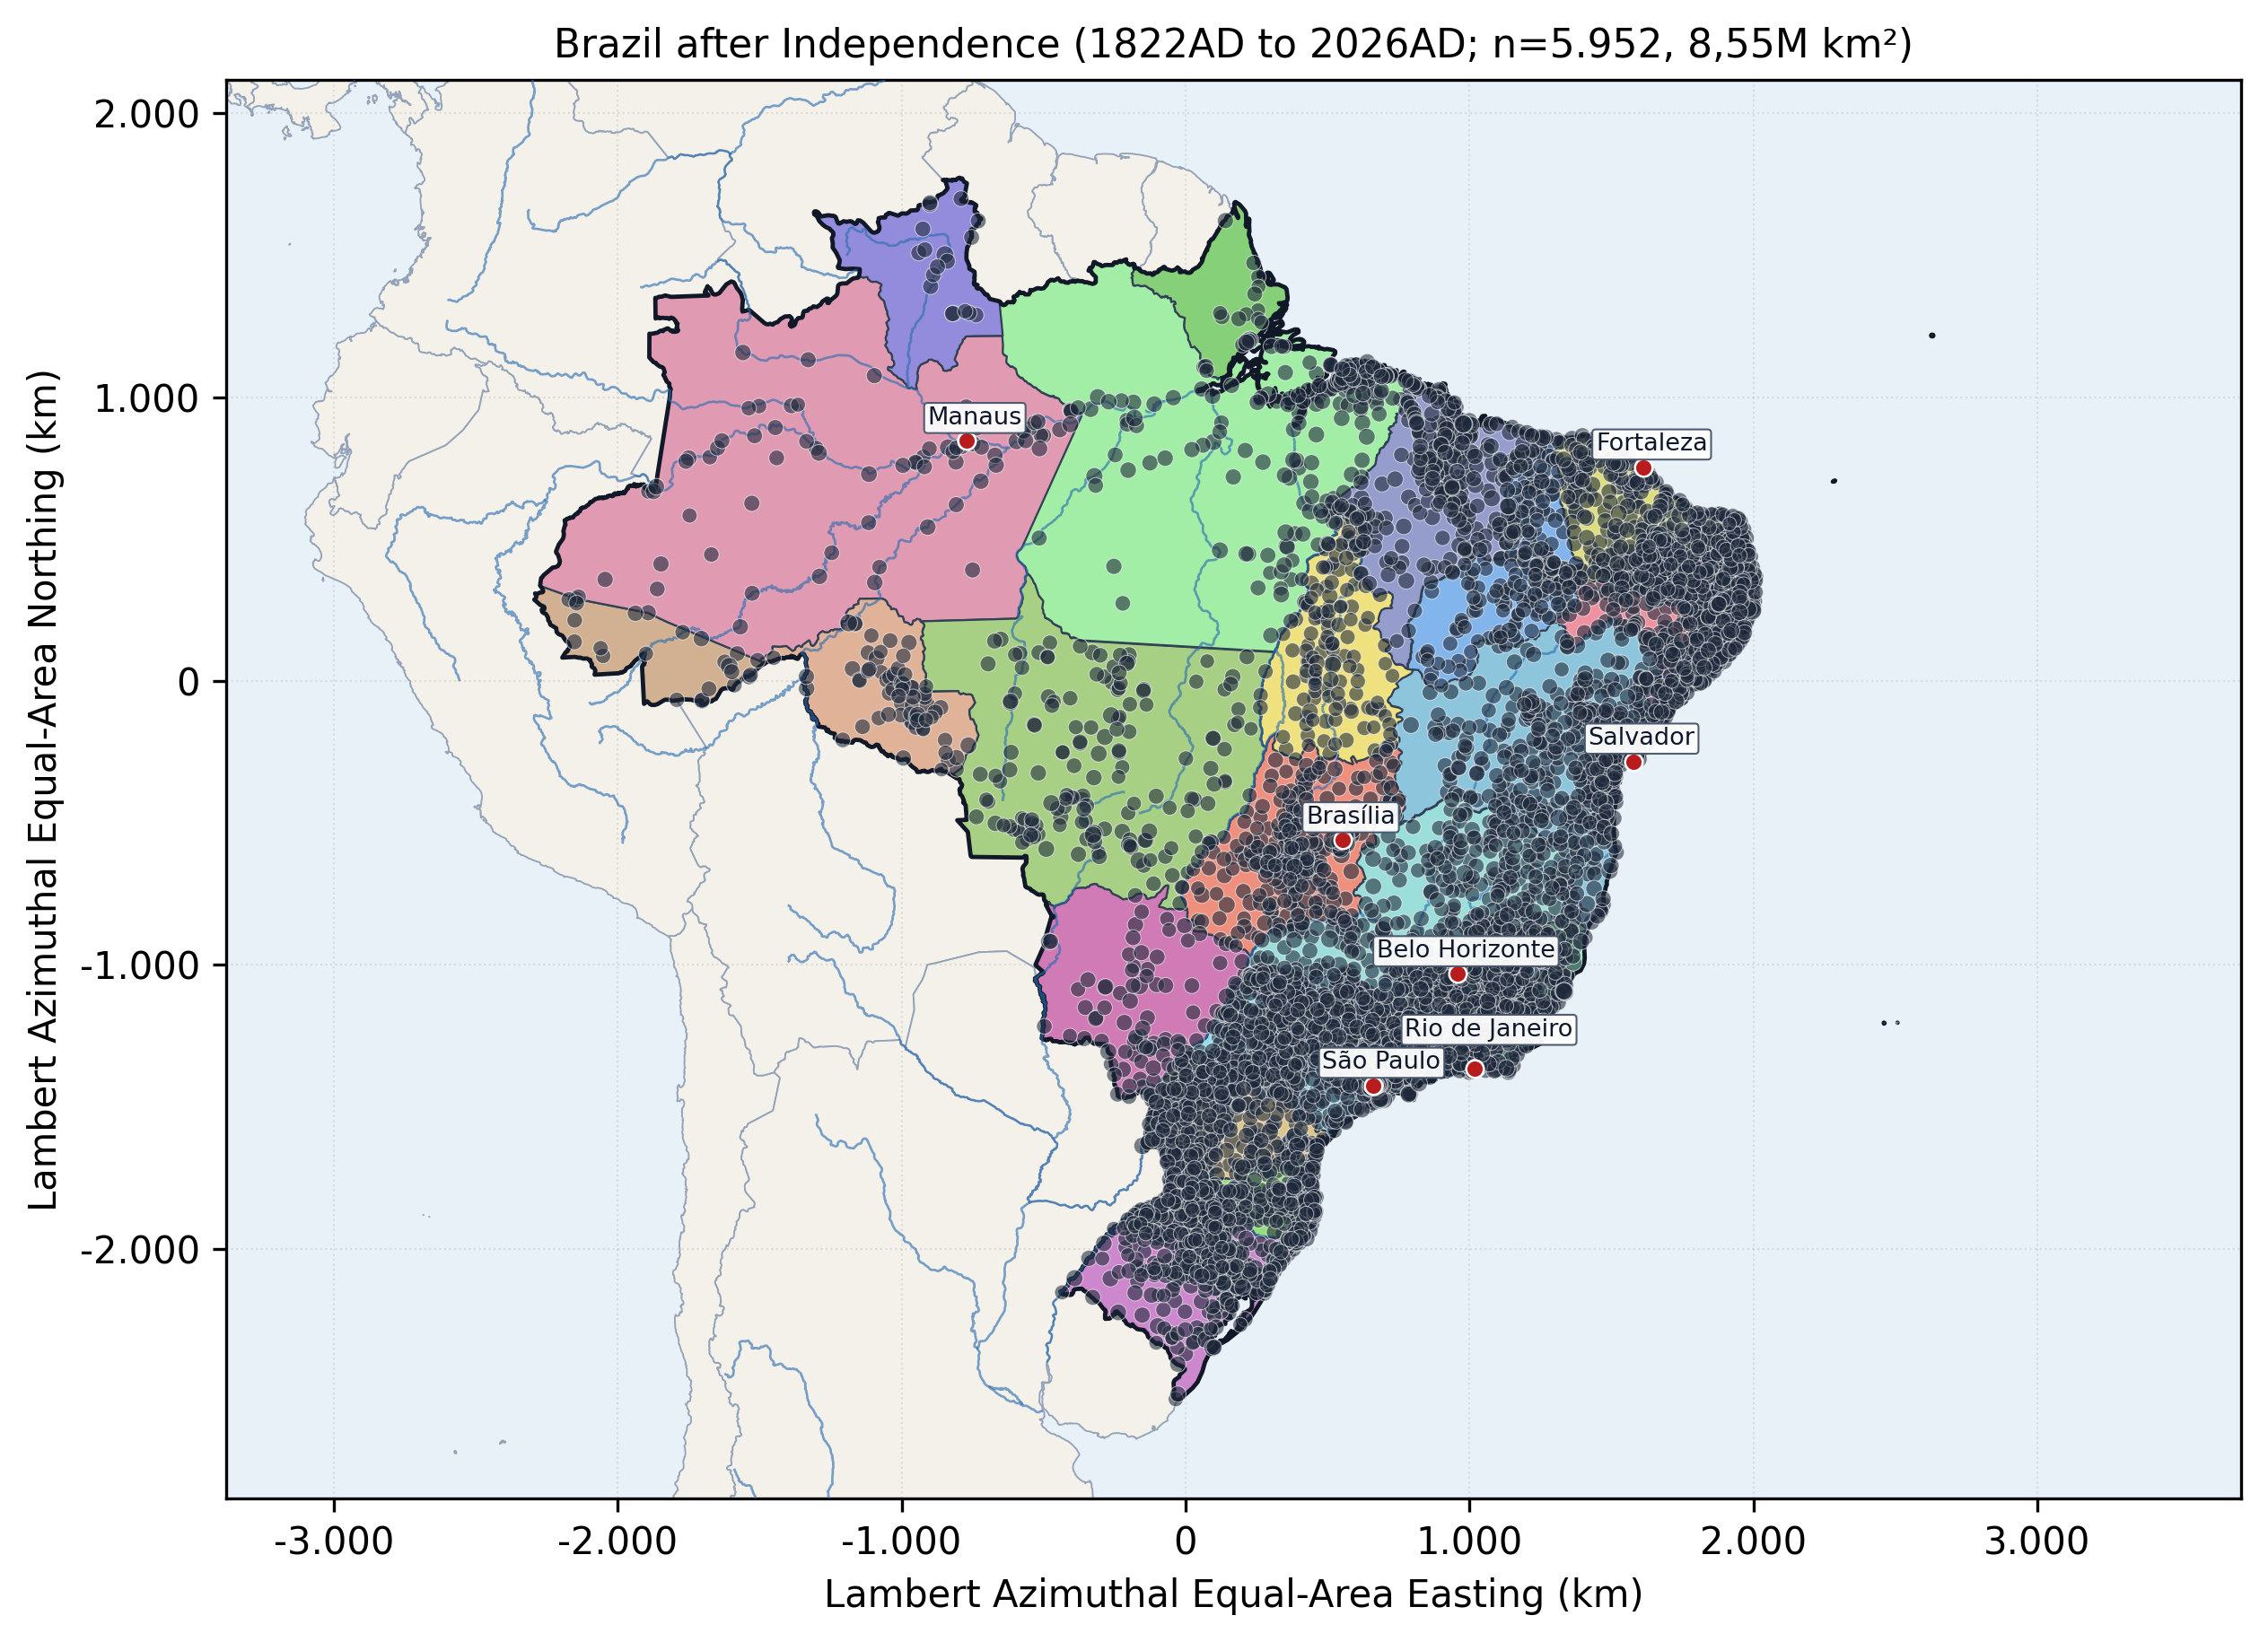 Brazil after Independence (1822AD to 2026AD; n=5.952, 8,55M km²)
Lambert Azimuthal Equal-Area Northing (km)
2.000
1.000
0
-1.000
-2.000
Manaus
Fortaleza
Salvador
Brasília
Belo Horizonte
Rio de Janeiro
São Paulo
-3.000
-2.000
-1.000
0
1.000
2.000
3.000
Lambert Azimuthal Equal-Area Easting (km)